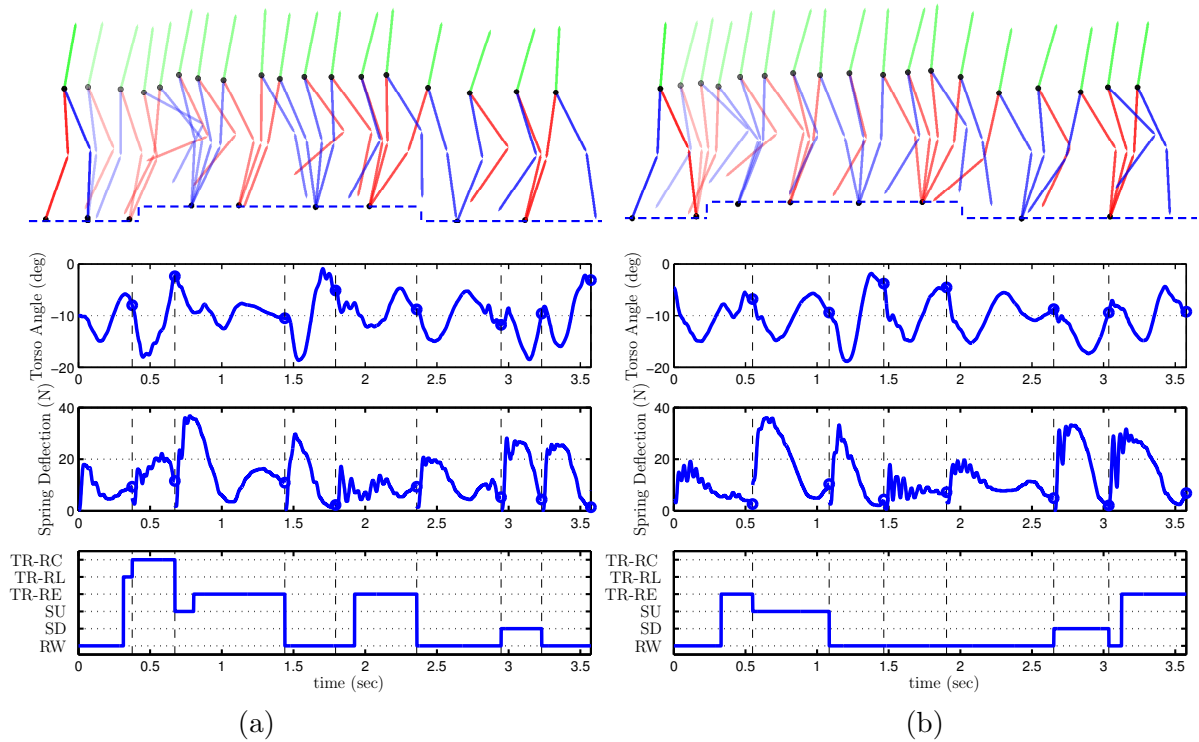 Torso Angle (deg)
0
−10
−20
0 0.5 1 1.5 2 2.5 3 3.5
Spring Deflection (N)
40
20
0
0 0.5 1 1.5 2 2.5 3 3.5
TR-RC
TR-RL
TR-RE
SU
SD
RW
0 0.5 1 1.5 2 2.5 3 3.5
time (sec)
(a)
Torso Angle (deg)
0
−10
−20
0 0.5 1 1.5 2 2.5 3 3.5
Spring Deflection (N)
40
20
0
0 0.5 1 1.5 2 2.5 3 3.5
TR-RC
TR-RL
TR-RE
SU
SD
RW
0 0.5 1 1.5 2 2.5 3 3.5
time (sec)
(b)